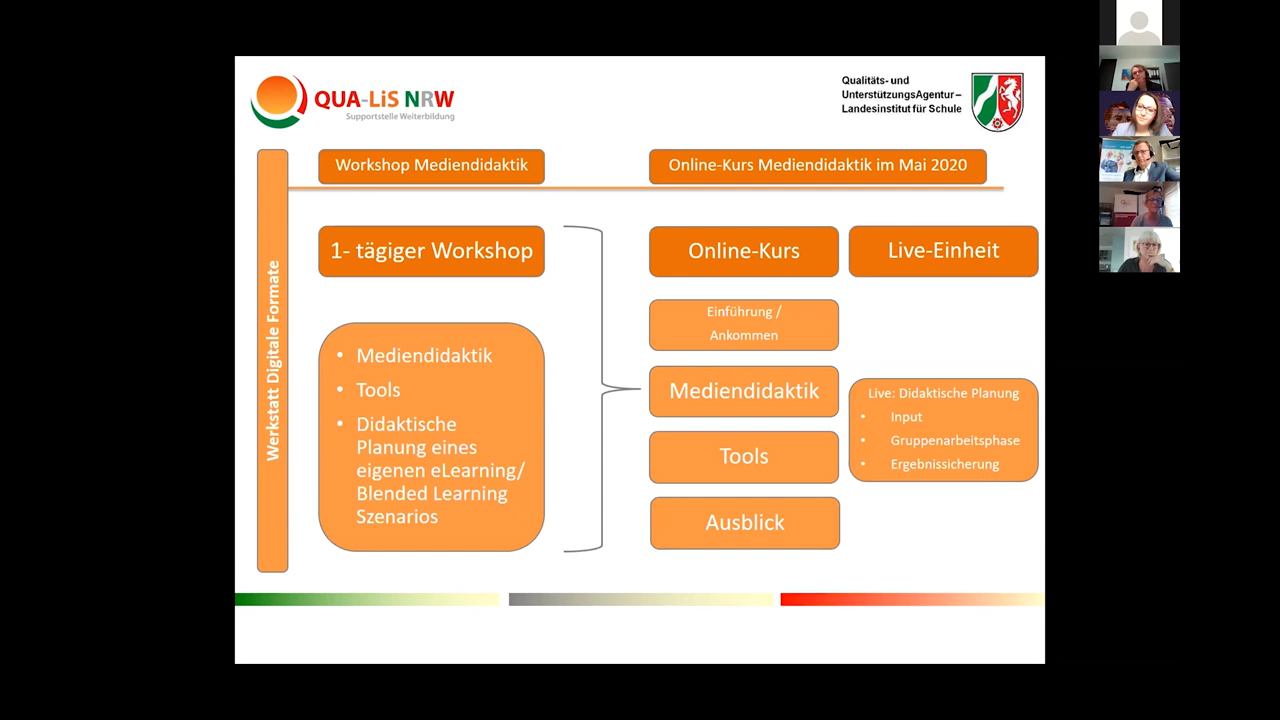 QUA-LiS NRW
Supportstelle Weiterbildung
Qualitäts- und
UnterstützungsAgentur –
Landesinstitut für Schule
Werkstatt Digitale Formate
Workshop Mediendidaktik
Online-Kurs Mediendidaktik im Mai 2020
1- tägiger Workshop
• Mediendidaktik
• Tools
• Didaktische
Planung eines
eigenen eLearning/
Blended Learning
Szenarios
Online-Kurs
Einführung /
Ankommen
Mediendidaktik
Tools
Ausblick
Live-Einheit
Live: Didaktische Planung
• Input
• Gruppenarbeitsphase
• Ergebnissicherung